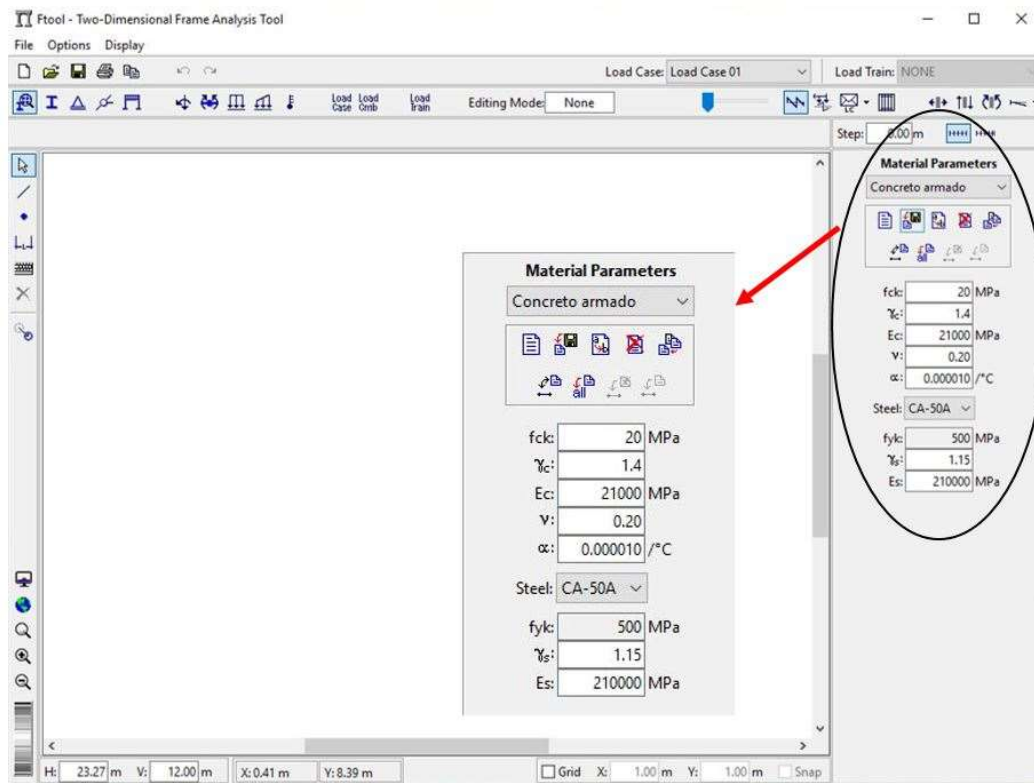 Ftool - Two-Dimensional Frame Analysis Tool
File Options Display
Load Case: Load Case 01 Load Train: NONE
Load Case Load Cmb Load Train Editing Mode: None
Step: 0.00 m
Material Parameters
Concreto armado
all
fck: 20 MPa
γc: 1.4
Ec: 21000 MPa
ν: 0.20
α: 0.000010 /°C
Steel: CA-50A
fyk: 500 MPa
γs: 1.15
Es: 210000 MPa
Material Parameters
Concreto armado
all
fck: 20 MPa
γc: 1.4
Ec: 21000 MPa
ν: 0.20
α: 0.000010 /°C
Steel: CA-50A
fyk: 500 MPa
γs: 1.15
Es: 210000 MPa
H: 23.27 m V: 12.00 m X: 0.41 m Y: 8.39 m Grid X: 1.00 m Y: 1.00 m Snap